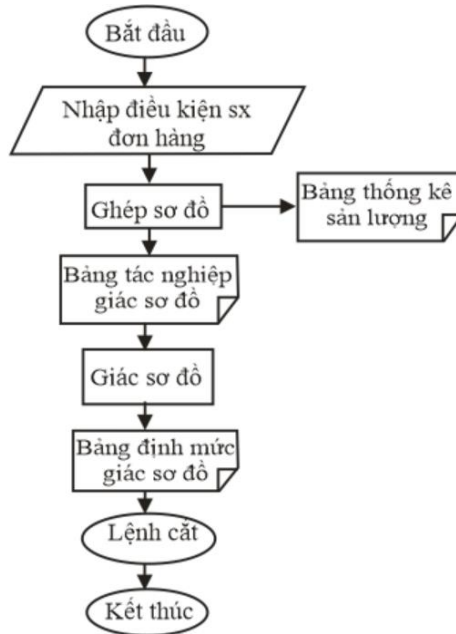 Bắt đầu
Nhập điều kiện sx
đơn hàng
Ghép sơ đồ
Bảng thống kê
sản lượng
Bảng tác nghiệp
giác sơ đồ
Giác sơ đồ
Bảng định mức
giác sơ đồ
Lệnh cắt
Kết thúc